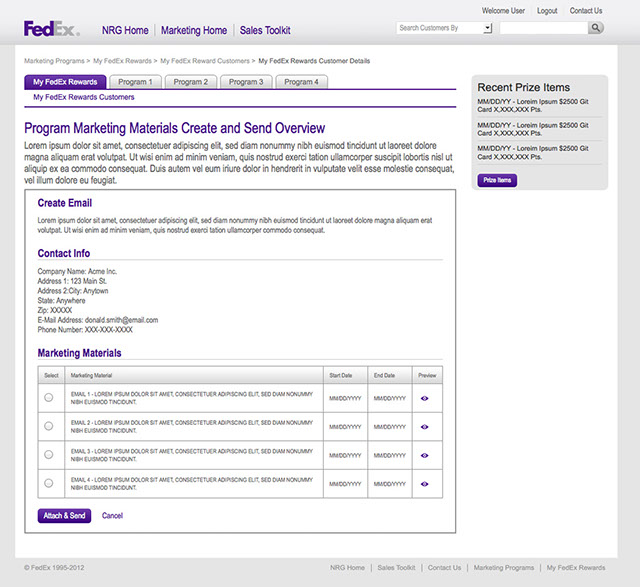 Welcome User | Logout | Contact Us
FedEx.
NRG Home | Marketing Home | Sales Toolkit
Search Customers By
Marketing Programs > My FedEx Rewards > My FedEx Reward Customers > My FedEx Rewards Customer Details
My FedEx Rewards
Program 1
Program 2
Program 3
Program 4
My FedEx Rewards Customers
Program Marketing Materials Create and Send Overview
Lorem ipsum dolor sit amet, consectetuer adipiscing elit, sed diam nonummy nibh euismod tincidunt ut laoreet dolore
magna aliquam erat volutpat. Ut wisi enim ad minim veniam, quis nostrud exerci tation ullamcorper suscipit lobortis nisl ut
aliquip ex ea commodo consequat. Duis autem vel eum iriure dolor in hendrerit in vulputate velit esse molestie consequat,
vel illum dolore eu feugiat.
Create Email
Lorem ipsum dolor sit amet, consectetuer adipiscing elit, sed diam nonummy nibh euismod tincidunt ut laoreet dolore magna aliquam erat
volutpat. Ut wisi enim ad minim veniam, quis nostrud exerci tation ullamcorper commodo consequat.
Contact Info
Company Name: Acme Inc.
Address 1: 123 Main St.
Address 2:City: Anytown
State: Anywhere
Zip: XXXXX
E-Mail Address: donald.smith@email.com
Phone Number: XXX-XXX-XXXX
Marketing Materials
Select Marketing Material Start Date End Date Preview
EMAIL 1 - LOREM IPSUM DOLOR SIT AMET, CONSECTETUER ADIPISCING ELIT, SED DIAM NONUMMY
NIBH EUISMOD TINCIDUNT.
MM/DD/YYYY MM/DD/YYYY
EMAIL 2 - LOREM IPSUM DOLOR SIT AMET, CONSECTETUER ADIPISCING ELIT, SED DIAM NONUMMY
NIBH EUISMOD TINCIDUNT.
MM/DD/YYYY MM/DD/YYYY
EMAIL 3 - LOREM IPSUM DOLOR SIT AMET, CONSECTETUER ADIPISCING ELIT, SED DIAM NONUMMY
NIBH EUISMOD TINCIDUNT.
MM/DD/YYYY MM/DD/YYYY
EMAIL 4 - LOREM IPSUM DOLOR SIT AMET, CONSECTETUER ADIPISCING ELIT, SED DIAM NONUMMY
NIBH EUISMOD TINCIDUNT.
MM/DD/YYYY MM/DD/YYYY
Attach & Send
Cancel
Recent Prize Items
MM/DD/YY - Loreim Ipsum $2500 Git
Card X,XXX,XXX Pts.
MM/DD/YY - Loreim Ipsum $2500 Git
Card X,XXX,XXX Pts.
MM/DD/YY - Loreim Ipsum $2500 Git
Card X,XXX,XXX Pts.
Prize Items
© FedEx 1995-2012
NRG Home | Sales Toolkit | Contact Us | Marketing Programs | My FedEx Rewards